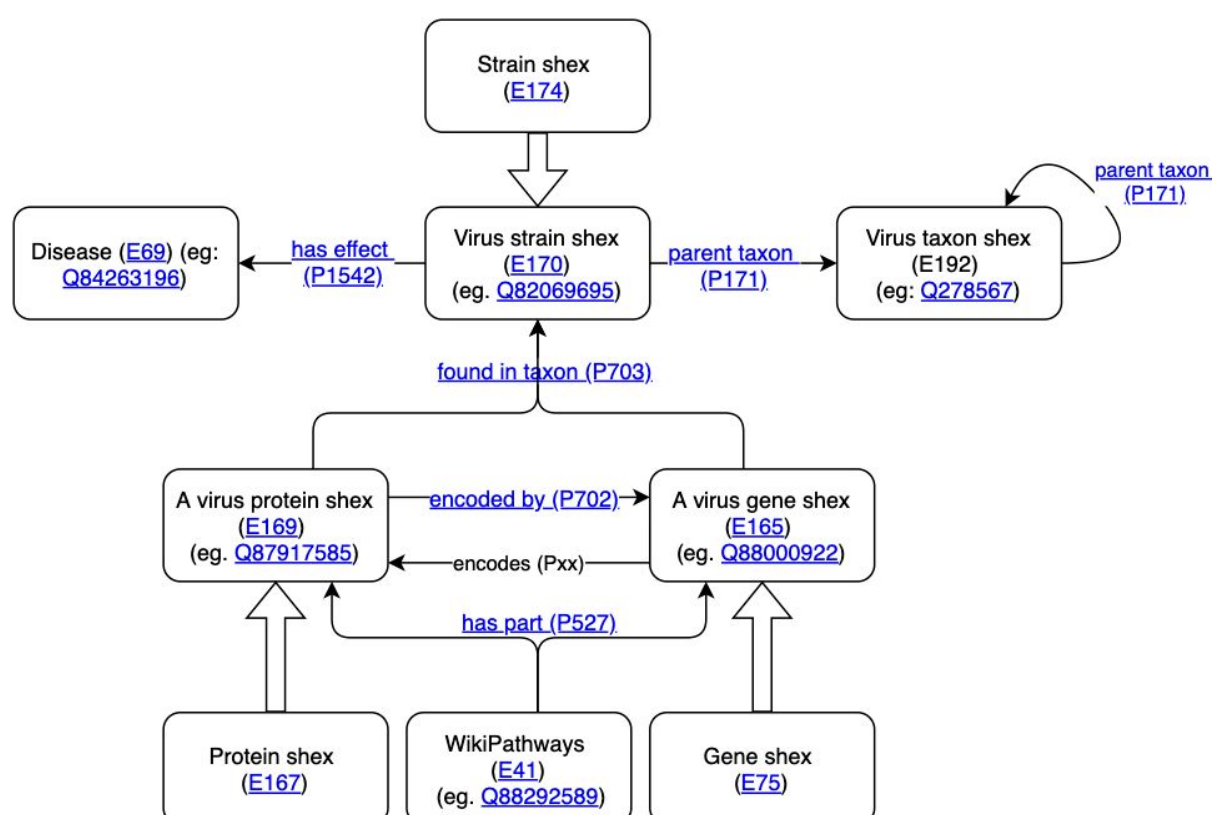 Strain shex
(E174)
parent taxon
(P171)
Disease (E69) (eg:
Q84263196)
has effect
(P1542)
Virus strain shex
(E170)
(eg. Q82069695)
parent taxon
(P171)
Virus taxon shex
(E192)
(eg: Q278567)
found in taxon (P703)
A virus protein shex
(E169)
(eg. Q87917585)
encoded by (P702)
encodes (Pxx)
A virus gene shex
(E165)
(eg. Q88000922)
has part (P527)
Protein shex
(E167)
WikiPathways
(E41)
(eg. Q88292589)
Gene shex
(E75)